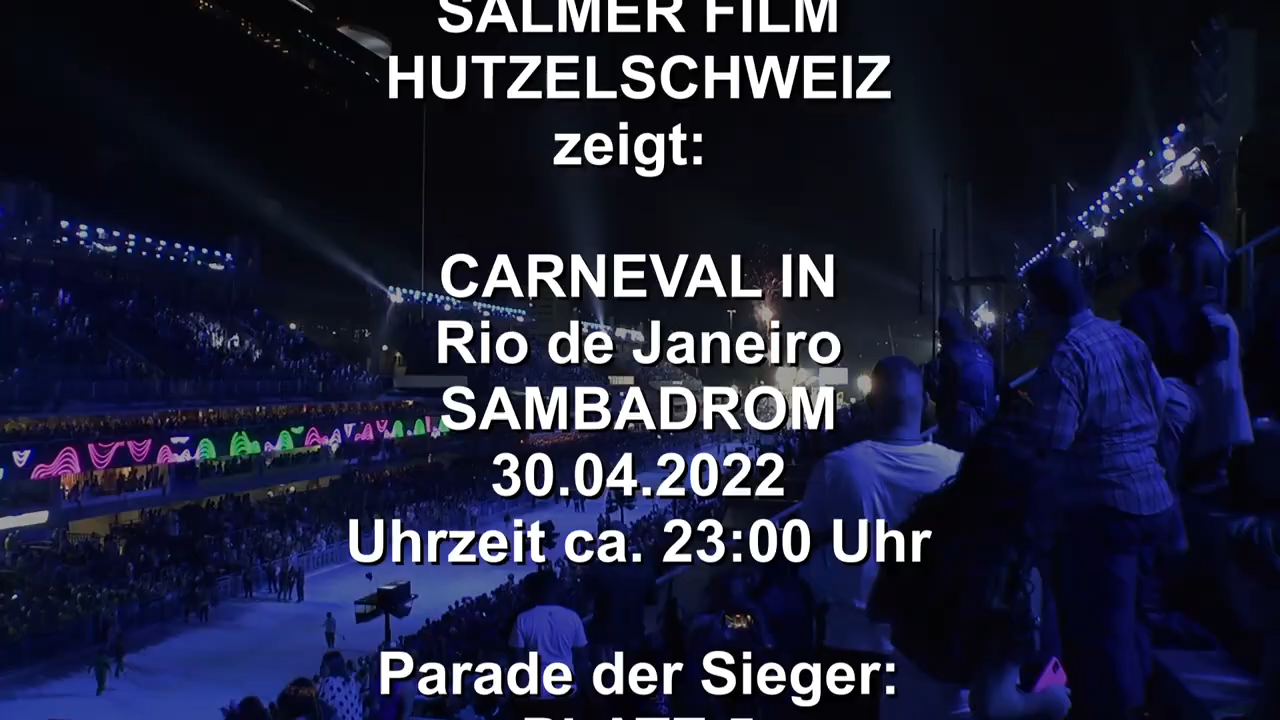 SALMER FILM
HUTZELSCHWEIZ
zeigt:
CARNEVAL IN
Rio de Janeiro
SAMBADROM
30.04.2022
Uhrzeit ca. 23:00 Uhr
Parade der Sieger: